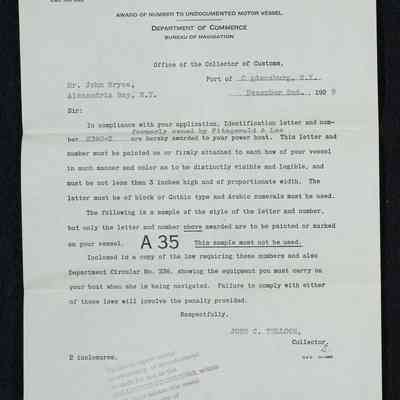 AWARD OF NUMBER TO UNDOCUMENTED MOTOR VESSEL
DEPARTMENT OF COMMERCE
BUREAU OF NAVIGATION
Office of the Collector of Customs,
Port of Ogdensburg, N.Y.
Mr. John Bryce,
Alexandria Bay, N.Y.
December 2nd., 1929
Sir:
In compliance with your application, Identification letter and num-
formerly owned by Fitzgerald & Lee
ber are hereby awarded to your power boat. This letter and
number must be painted on or firmly attached to each bow of your vessel
in such manner and color as to be distinctly visible and legible, and
must be not less than 3 inches high and of proportionate width. The
letter must be of block or Gothic type and Arabic numerals must be used.
The following is a sample of the style of the letter and number,
but only the letter and number above awarded are to be painted or marked
on your vessel. A 35 This sample must not be used.
Inclosed is a copy of the law requiring these numbers and also
Department Circular No. 236, showing the equipment you must carry on
your boat when she is being navigated. Failure to comply with either
of these laws will involve the penalty provided.
Respectfully,
JOHN C. TULLOCH,
Collector
2 inclosures.